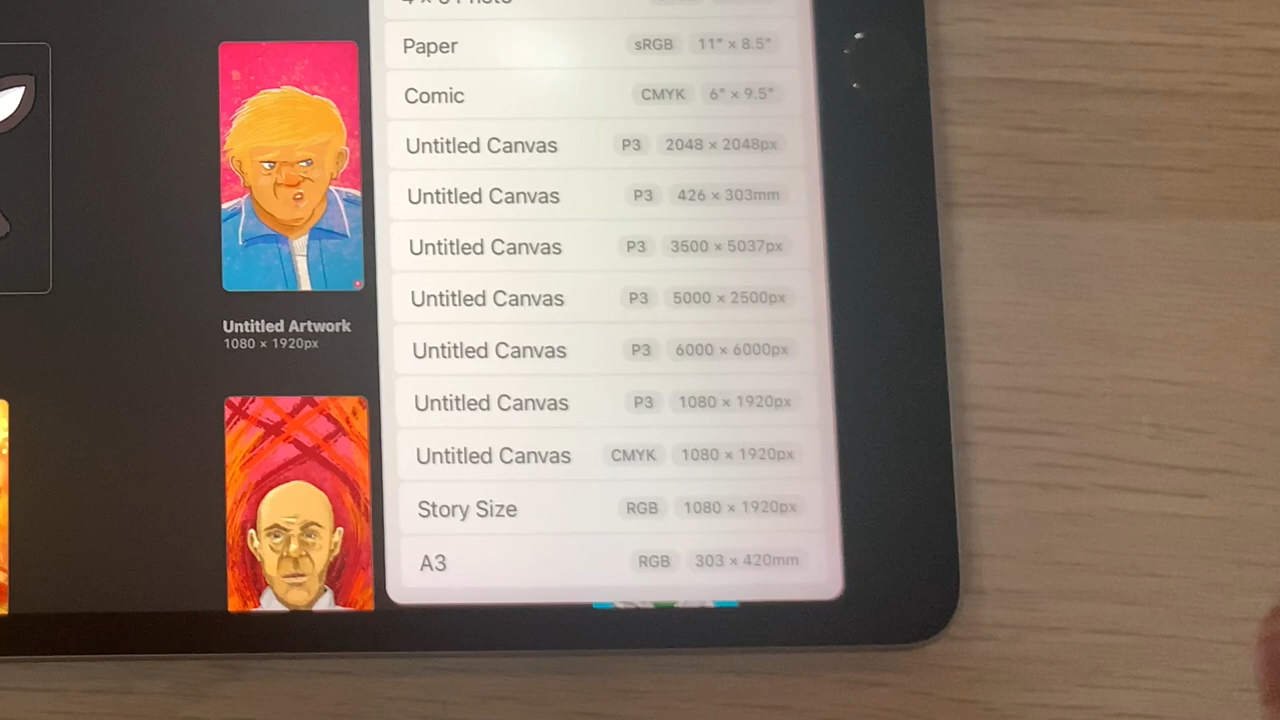 Paper sRGB 11" × 8.5"
Comic CMYK 6" × 9.5"
Untitled Canvas P3 2048 × 2048px
Untitled Canvas P3 426 × 303mm
Untitled Canvas P3 3500 × 5037px
Untitled Canvas P3 5000 × 2500px
Untitled Canvas P3 6000 × 6000px
Untitled Canvas P3 1080 × 1920px
Untitled Canvas CMYK 1080 × 1920px
Story Size RGB 1080 × 1920px
A3 RGB 303 × 420mm
Untitled Artwork
1080 × 1920px